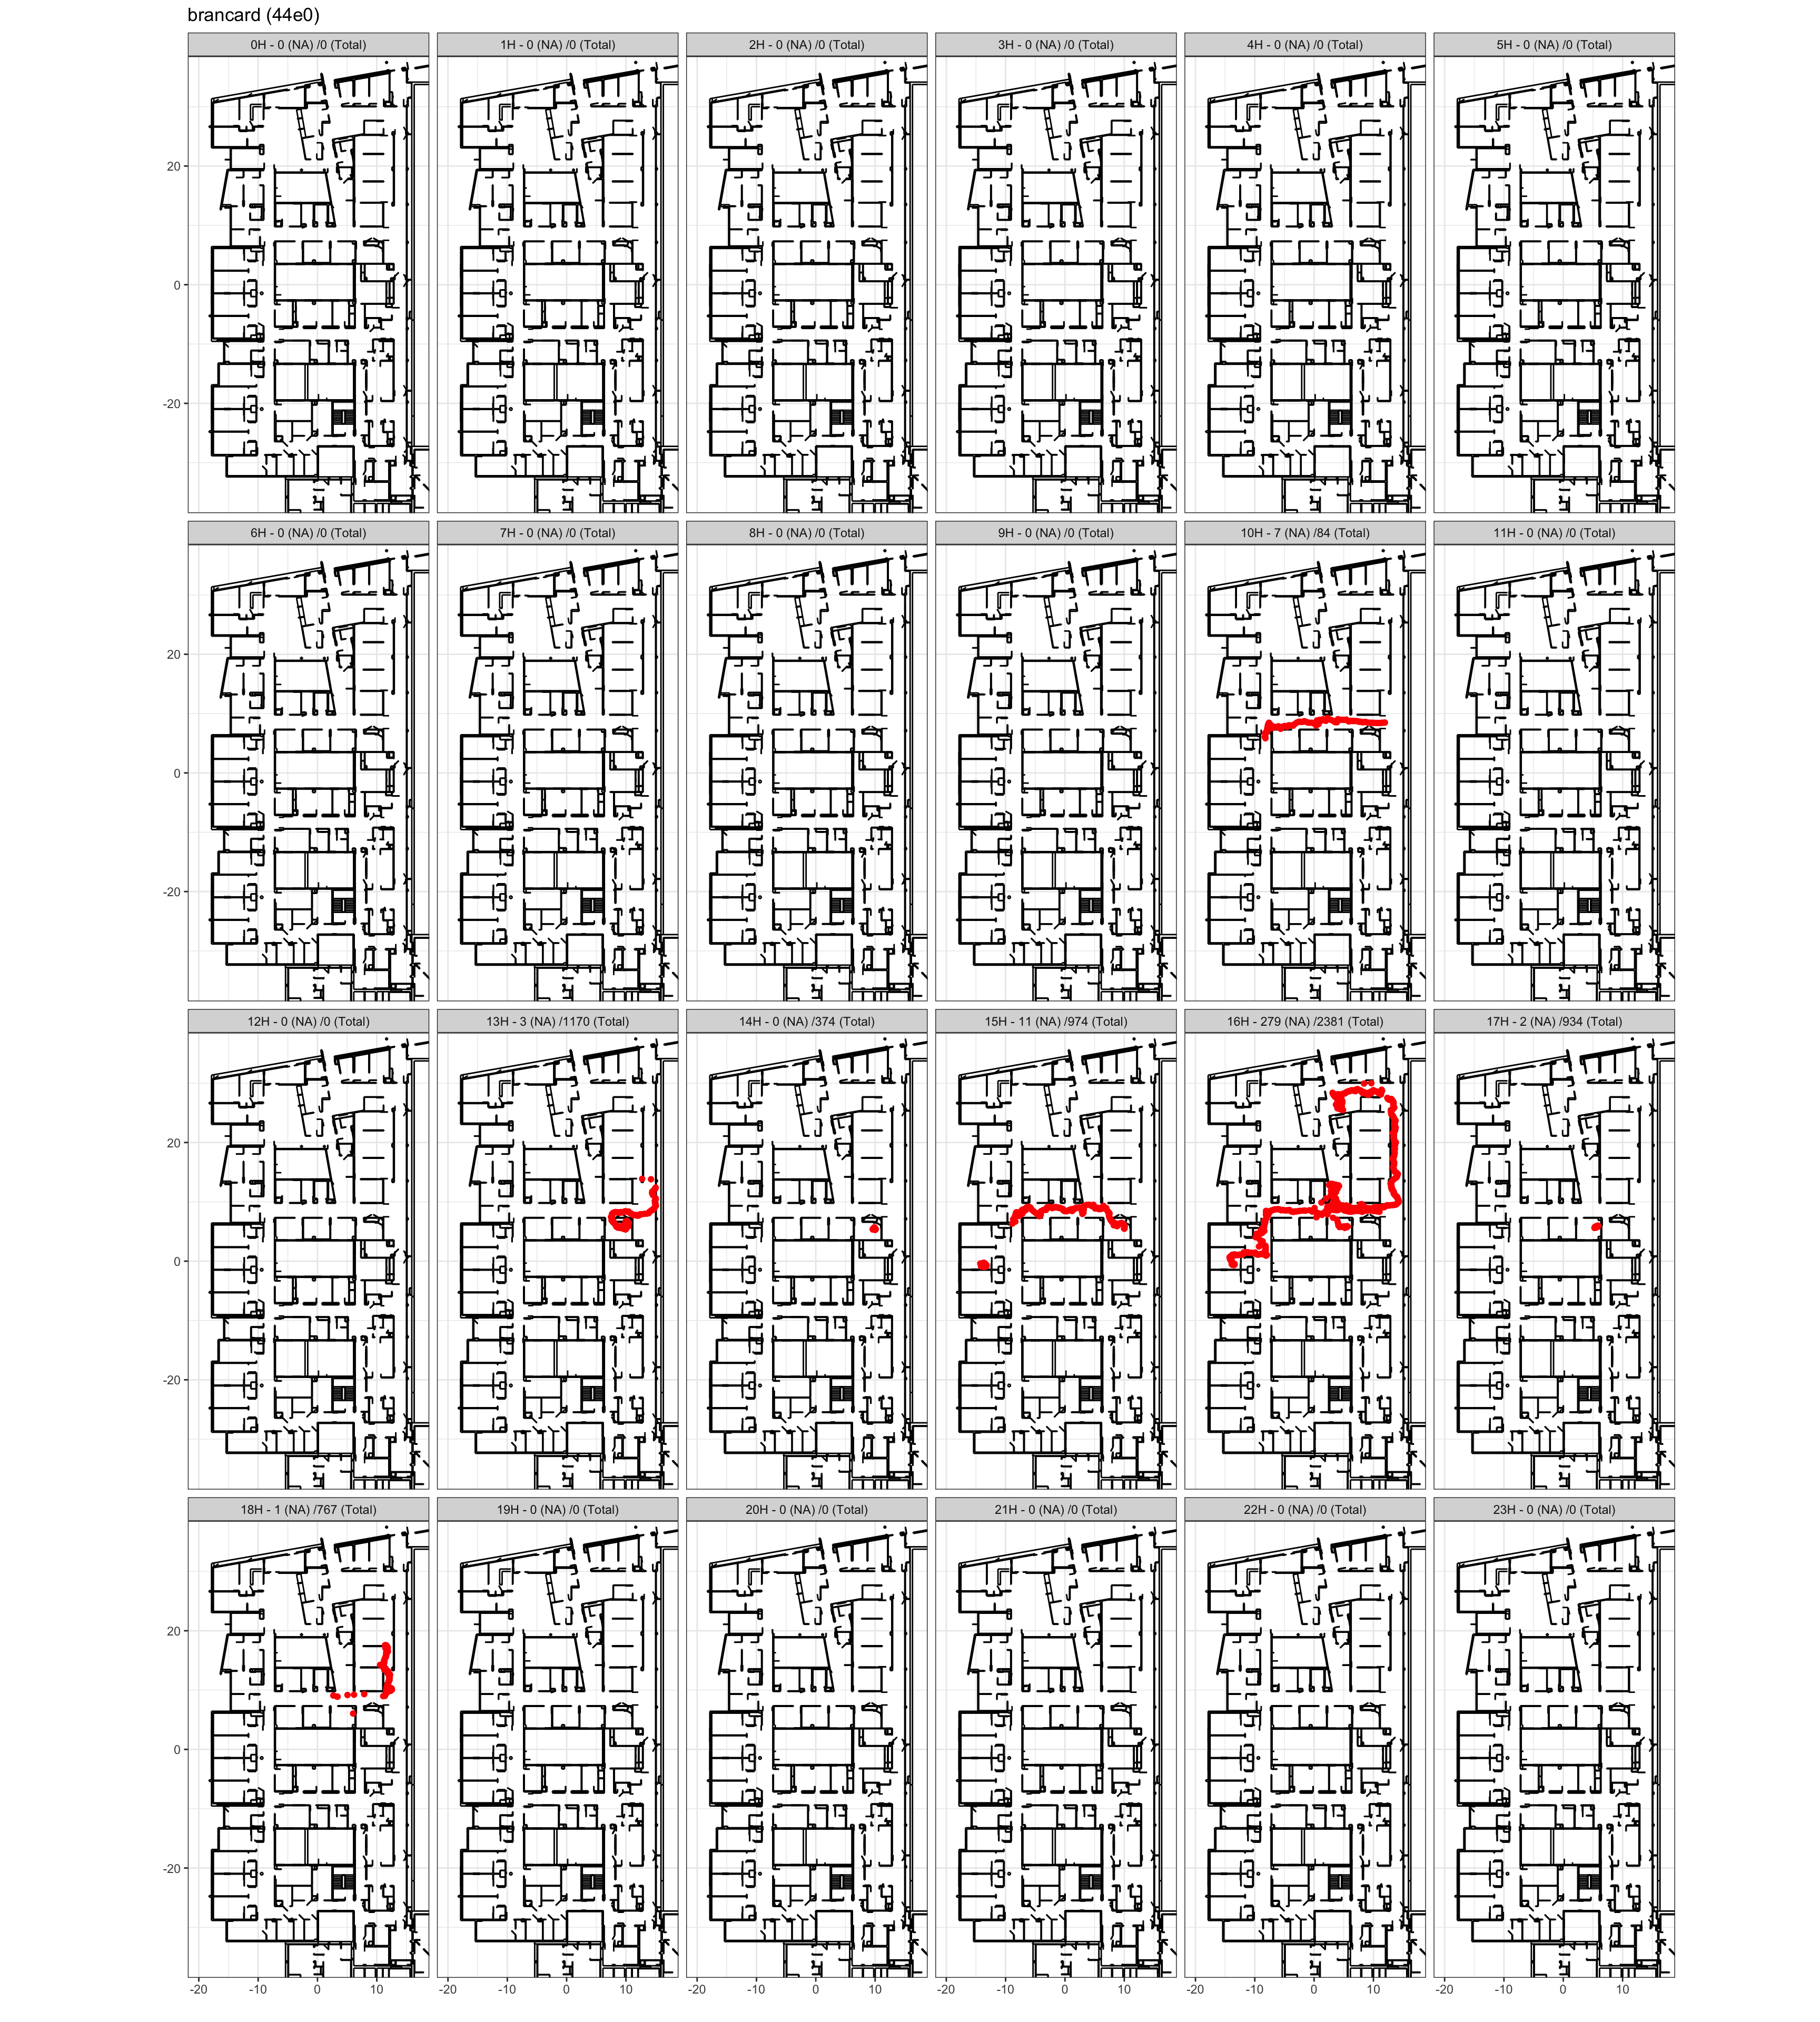 brancard (44e0)
0H - 0 (NA) /0 (Total) 1H - 0 (NA) /0 (Total) 2H - 0 (NA) /0 (Total) 3H - 0 (NA) /0 (Total) 4H - 0 (NA) /0 (Total) 5H - 0 (NA) /0 (Total)
20
0
-20
6H - 0 (NA) /0 (Total) 7H - 0 (NA) /0 (Total) 8H - 0 (NA) /0 (Total) 9H - 0 (NA) /0 (Total) 10H - 7 (NA) /84 (Total) 11H - 0 (NA) /0 (Total)
20
0
-20
12H - 0 (NA) /0 (Total) 13H - 3 (NA) /1170 (Total) 14H - 0 (NA) /374 (Total) 15H - 11 (NA) /974 (Total) 16H - 279 (NA) /2381 (Total) 17H - 2 (NA) /934 (Total)
20
0
-20
18H - 1 (NA) /767 (Total) 19H - 0 (NA) /0 (Total) 20H - 0 (NA) /0 (Total) 21H - 0 (NA) /0 (Total) 22H - 0 (NA) /0 (Total) 23H - 0 (NA) /0 (Total)
20
0
-20
-20 -10 0 10 -20 -10 0 10 -20 -10 0 10 -20 -10 0 10 -20 -10 0 10 -20 -10 0 10